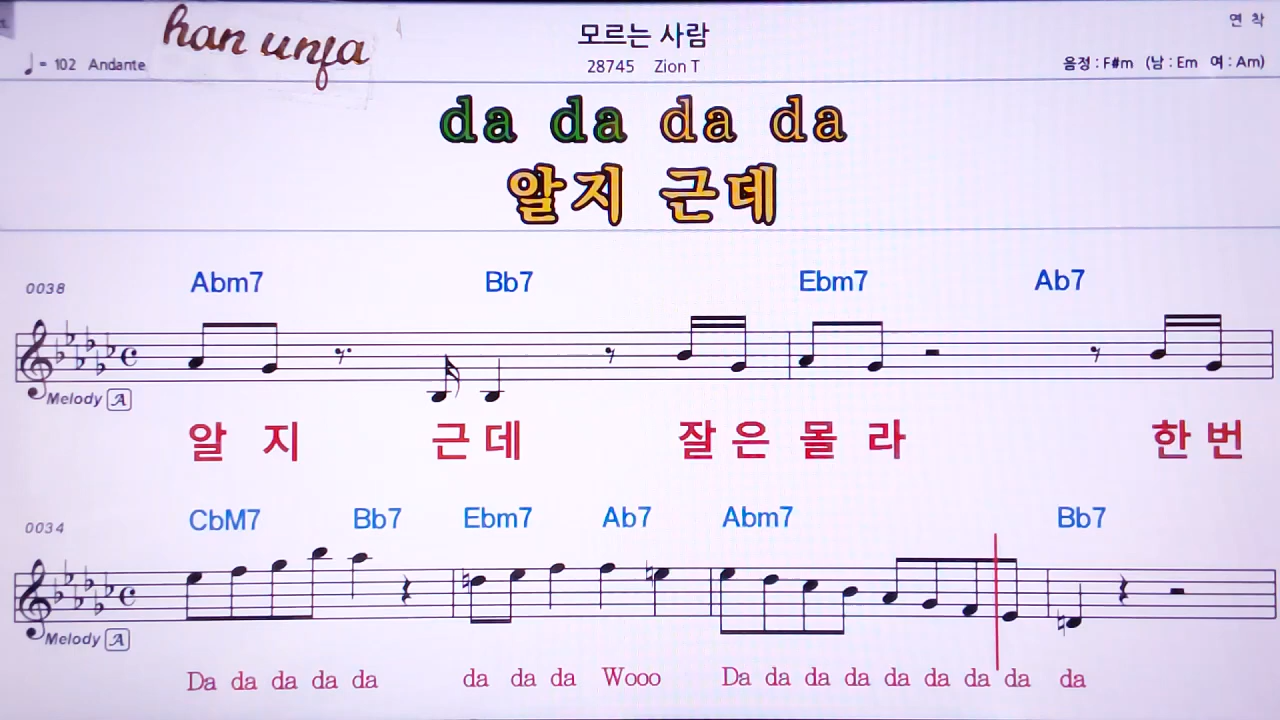 han unfa
모르는 사람
연 착
♩ = 102 Andante
28745 Zion T
음정 : F#m (남 : Em 여 : Am)
da da da da
알지 근데
0038 Abm7 Bb7 Ebm7 Ab7
Melody A
알 지 근 데 잘 은 몰 라 한 번
0034 CbM7 Bb7 Ebm7 Ab7 Abm7 Bb7
Melody A
Da da da da da da da da Wooo Da da da da da da da da da